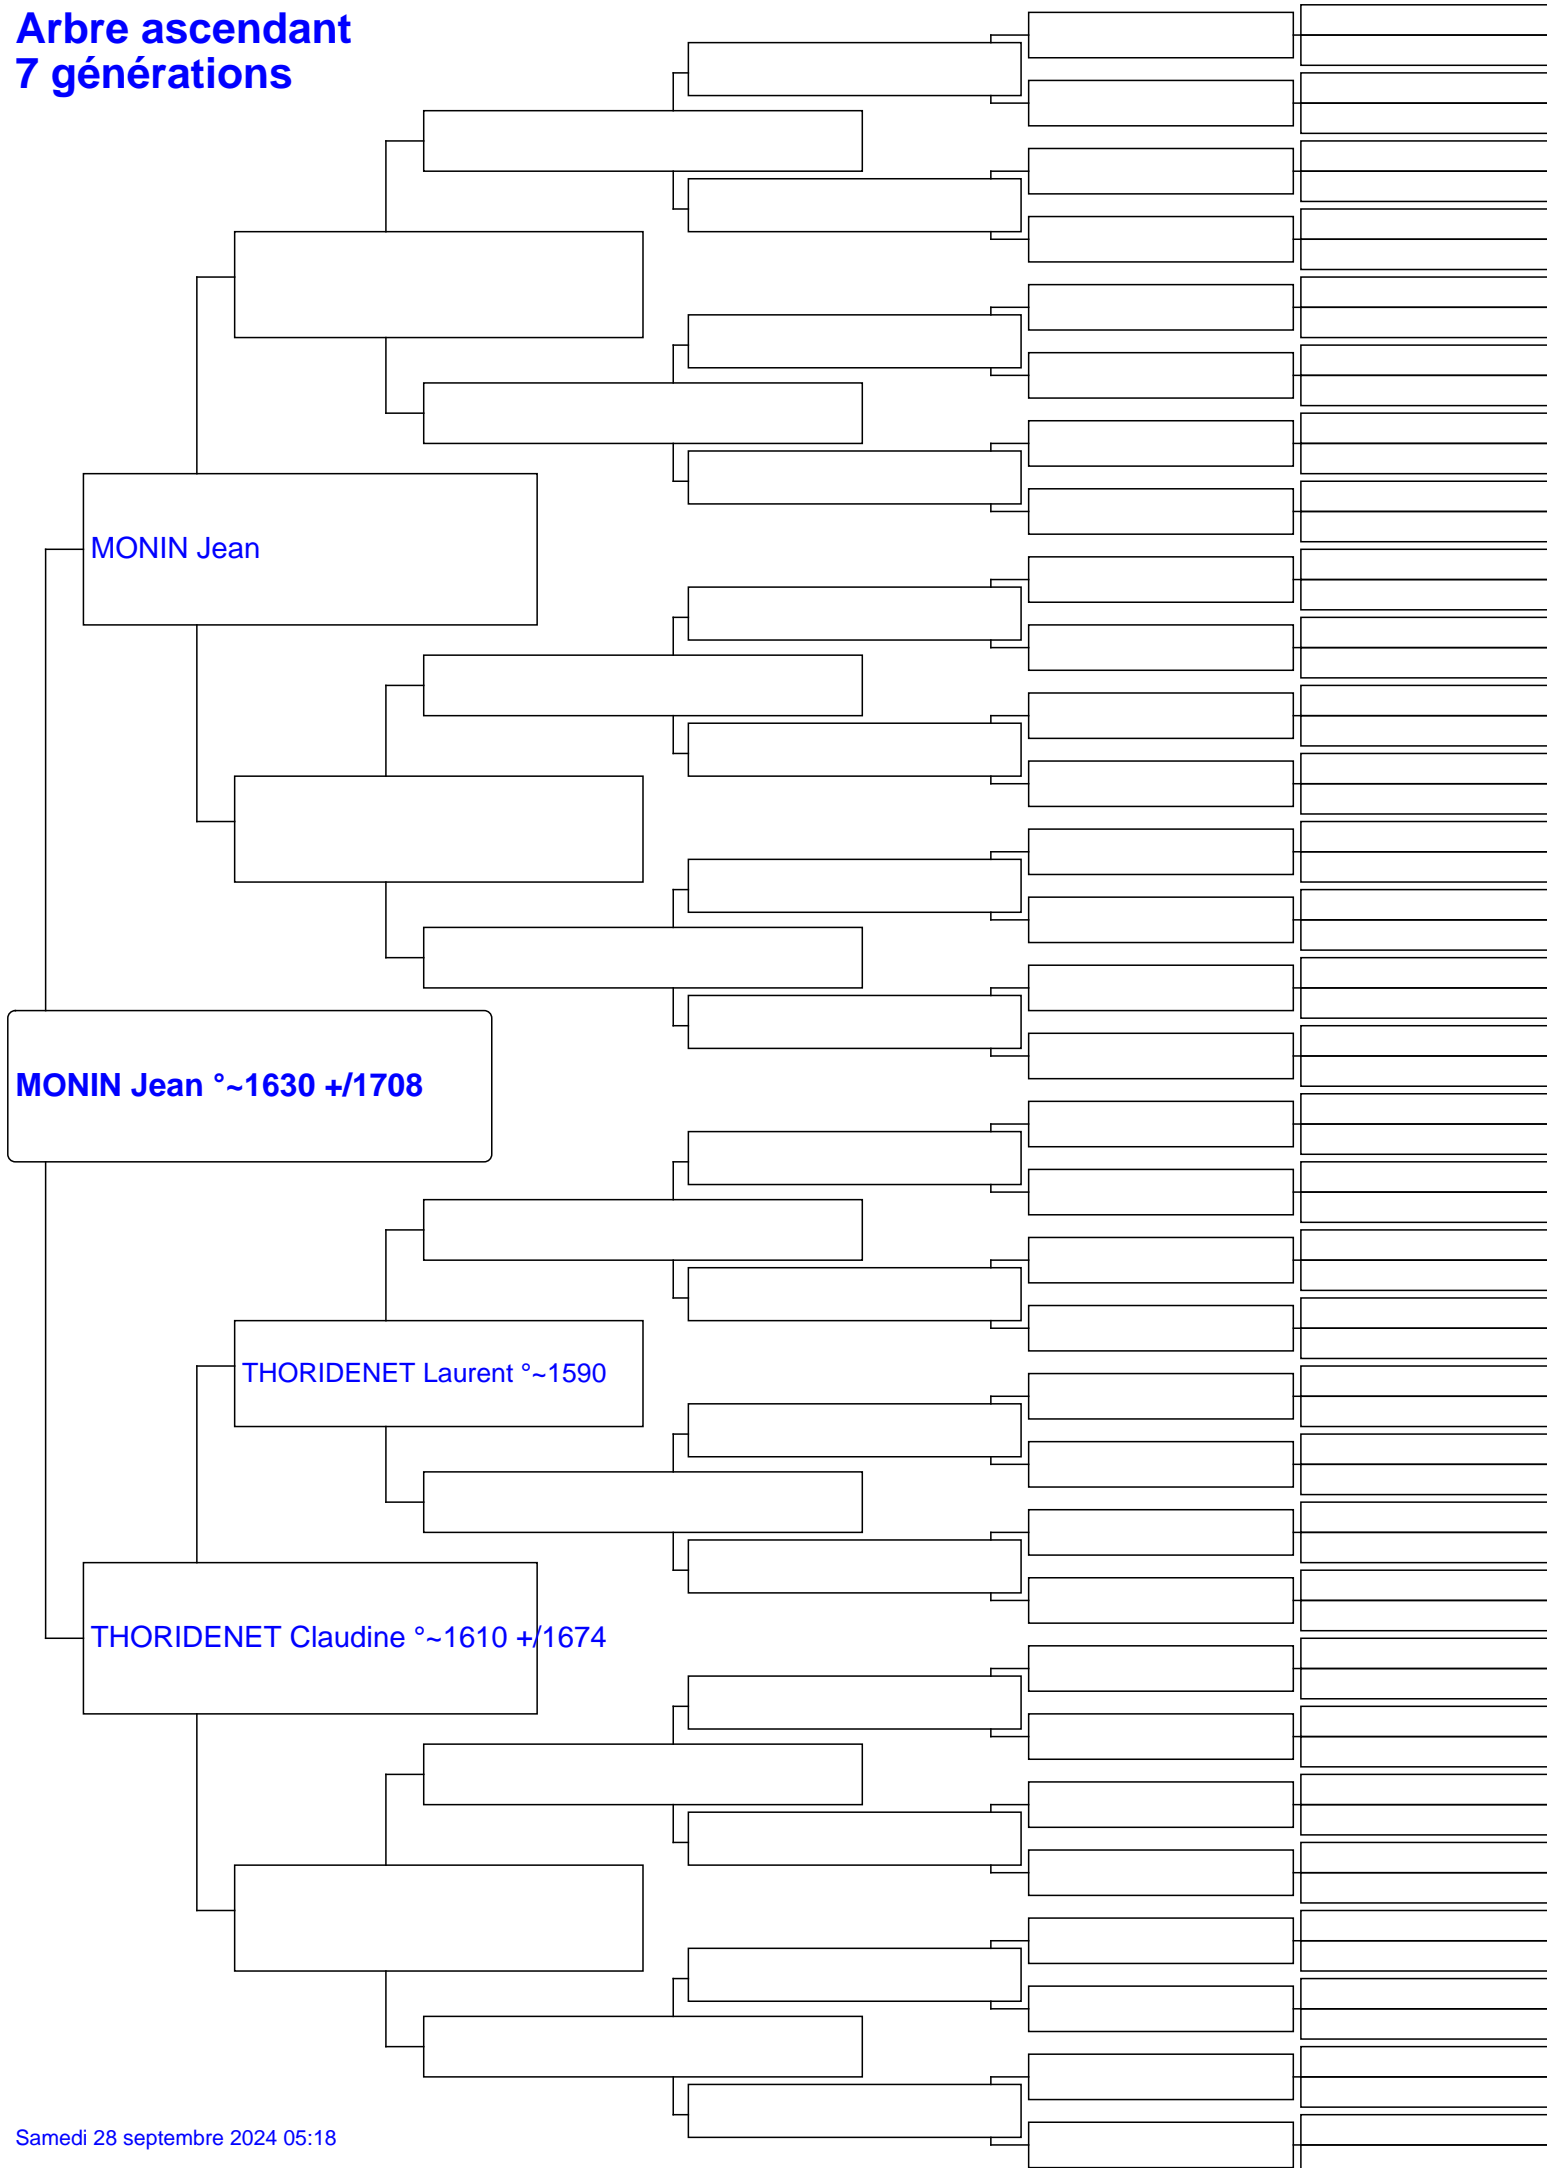 Arbre ascendant
7 générations
MONIN Jean
MONIN Jean °~1630 +/1708
THORIDENET Laurent °~1590
THORIDENET Claudine °~1610 +/1674
Samedi 28 septembre 2024 05:18